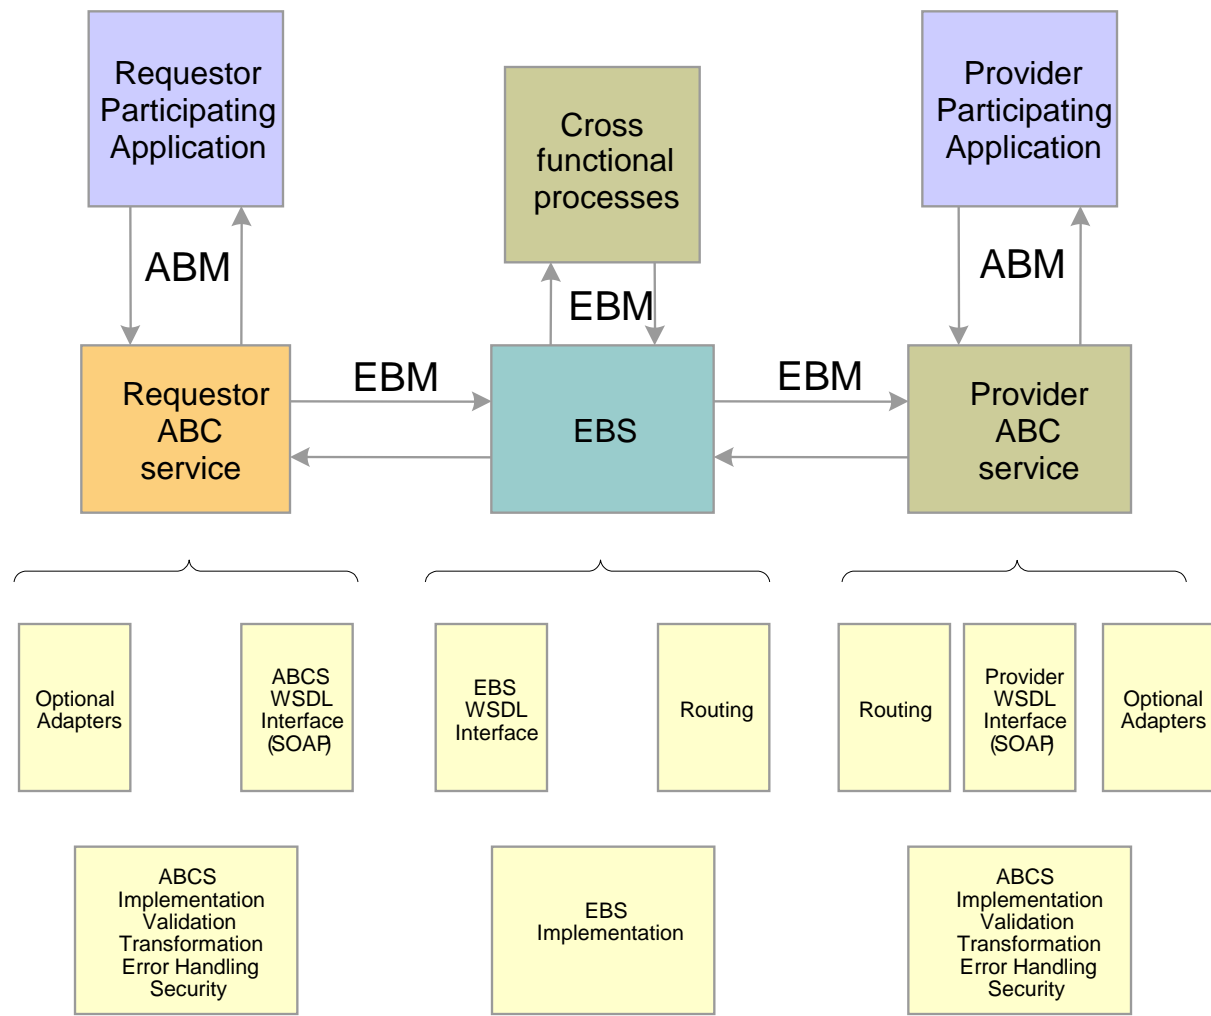 Requestor
Participating
Application
Cross
functional
processes
Provider
Participating
Application
ABM
EBM
ABM
Requestor
ABC
service
EBM
EBS
EBM
Provider
ABC
service
Optional
Adapters
ABCS
WSDL
Interface
(SOAP)
EBS
WSDL
Interface
Routing
Routing
Provider
WSDL
Interface
(SOAP)
Optional
Adapters
ABCS
Implementation
Validation
Transformation
Error Handling
Security
EBS
Implementation
ABCS
Implementation
Validation
Transformation
Error Handling
Security